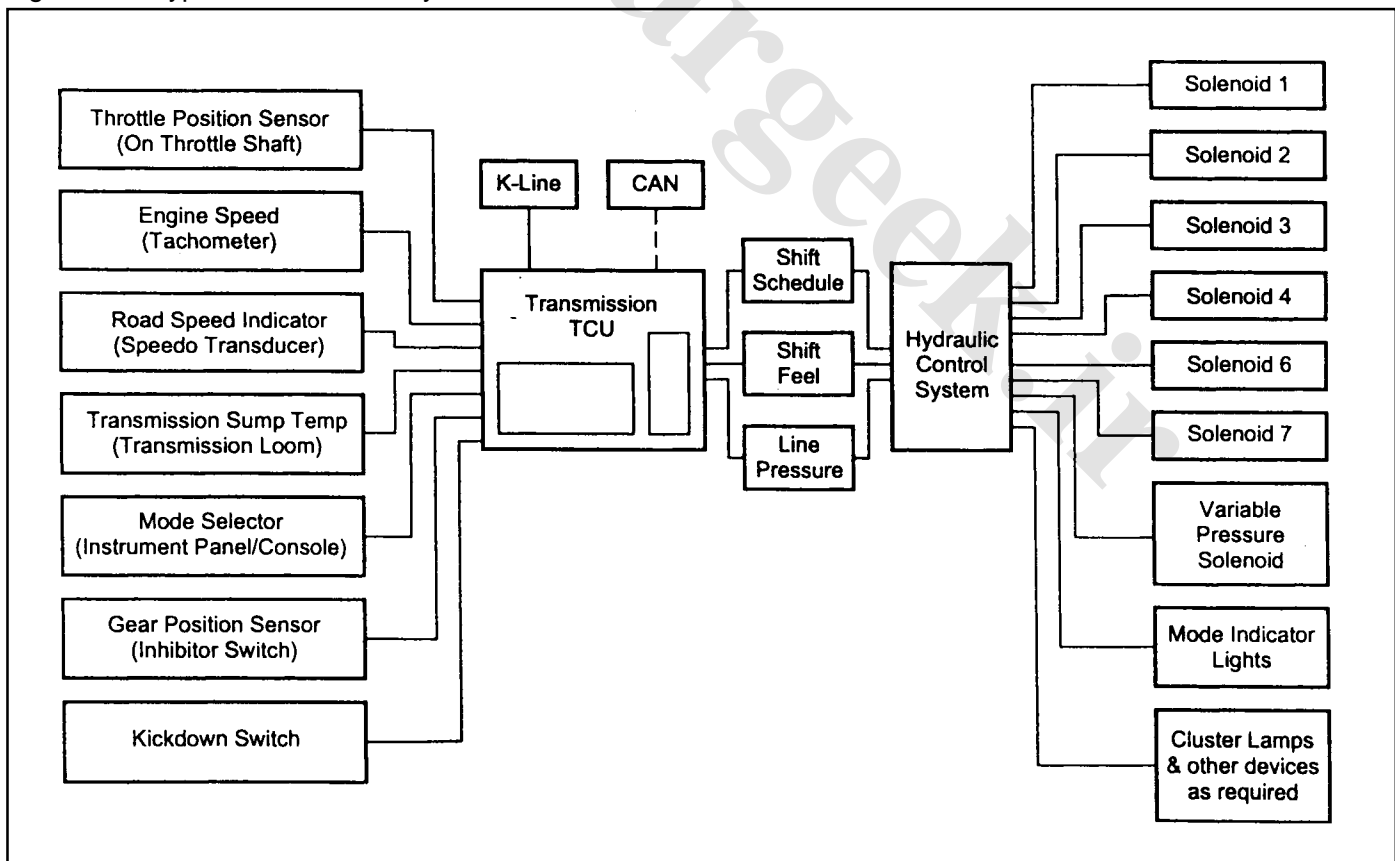 Throttle Position Sensor
(On Throttle Shaft)
Engine Speed
(Tachometer)
Road Speed Indicator
(Speedo Transducer)
Transmission Sump Temp
(Transmission Loom)
Mode Selector
(Instrument Panel/Console)
Gear Position Sensor
(Inhibitor Switch)
Kickdown Switch
K-Line
CAN
Transmission
TCU
Shift
Schedule
Shift
Feel
Line
Pressure
Hydraulic
Control
System
Solenoid 1
Solenoid 2
Solenoid 3
Solenoid 4
Solenoid 6
Solenoid 7
Variable
Pressure
Solenoid
Mode Indicator
Lights
Cluster Lamps
& other devices
as required
argeek.ir